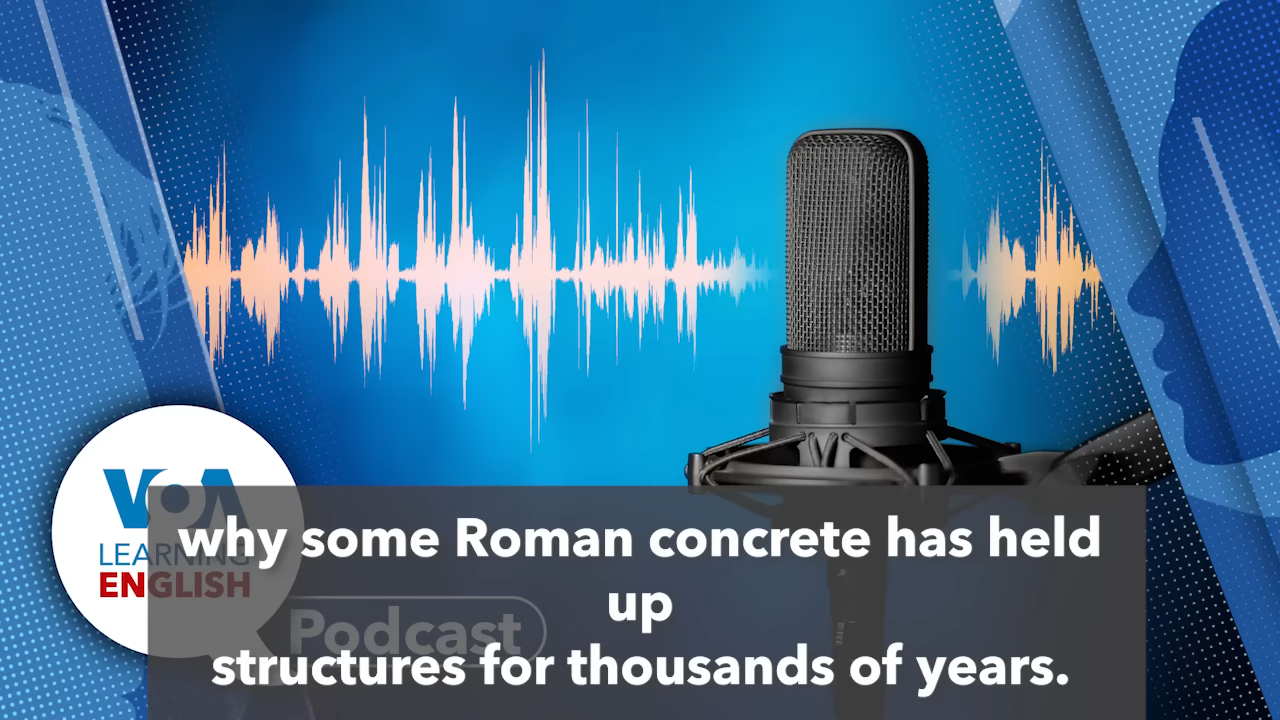 VOA
LEARNING
ENGLISH
Podcast
why some Roman concrete has held
up
structures for thousands of years.